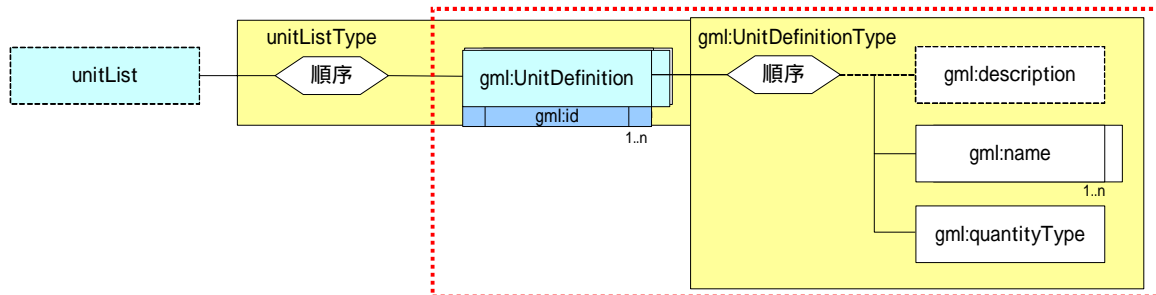 unitListType
gml:UnitDefinitionType
unitList
順序
gml:UnitDefinition
順序
gml:description
gml:id
1..n
gml:name
1..n
gml:quantityType